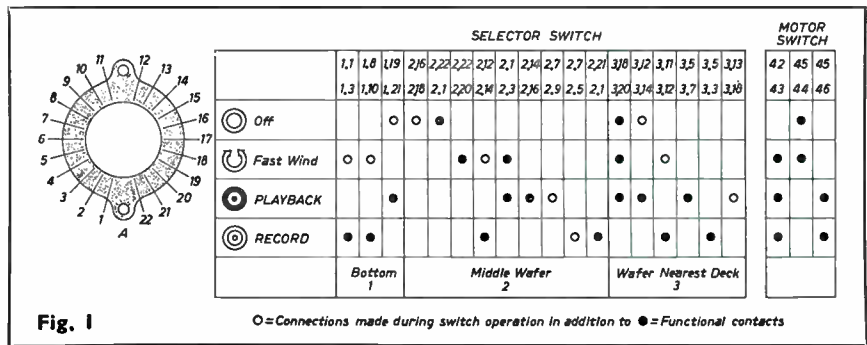 SELECTOR SWITCH
MOTOR SWITCH
1,1 1,8 1,19 2,16 2,22 2,22 2,12 2,1 2,14 2,7 2,7 2,21 3,18 3,12 3,11 3,5 3,5 3,13 42 45 45
1,3 1,10 1,21 2,18 2,1 2,20 2,14 2,3 2,16 2,9 2,5 2,1 3,20 3,14 3,12 3,7 3,3 3,18 43 44 46
Off
Fast Wind
PLAYBACK
RECORD
Bottom 1
Middle Wafer 2
Wafer Nearest Deck 3
1 2 3 4 5 6 7 8 9 10 11 12 13 14 15 16 17 18 19 20 21 22
A
Fig. 1
O=Connections made during switch operation in addition to ●=Functional contacts